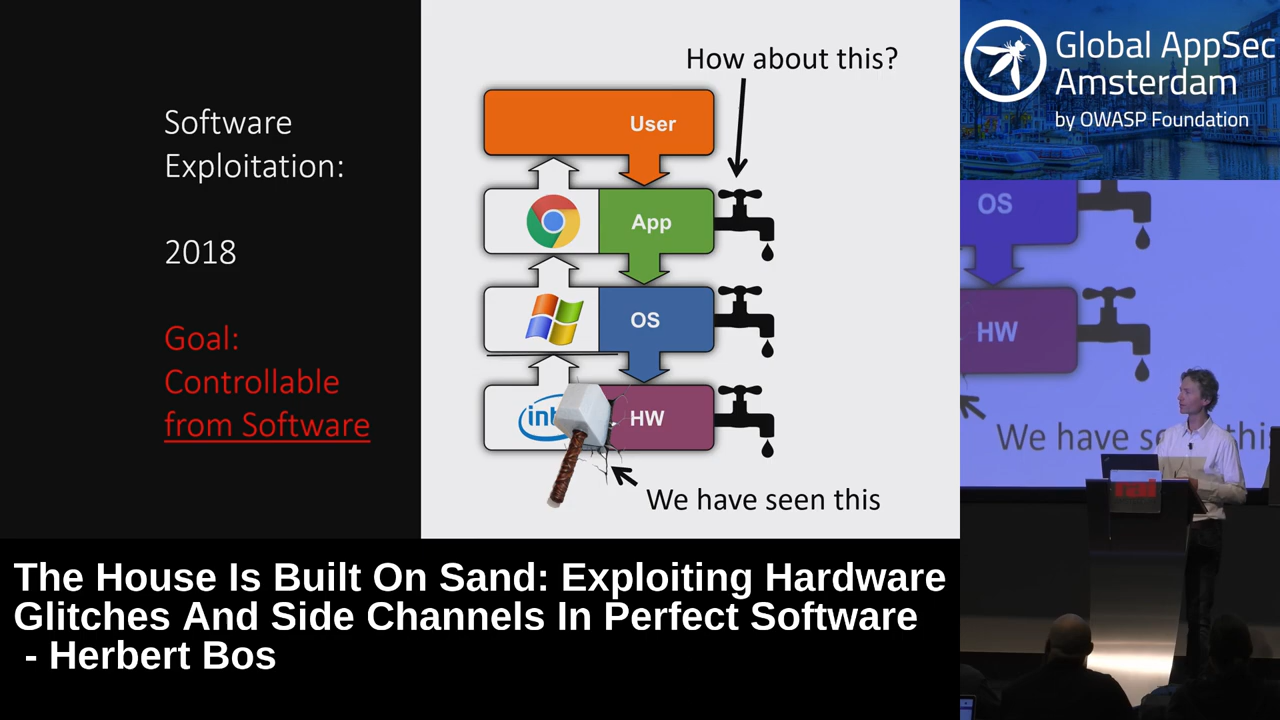 Software
Exploitation:
2018
Goal:
Controllable
from Software
How about this?
User
App
OS
HW
We have seen this
Global AppSec
Amsterdam
by OWASP Foundation
OS
HW
We have
The House Is Built On Sand: Exploiting Hardware
Glitches And Side Channels In Perfect Software
- Herbert Bos